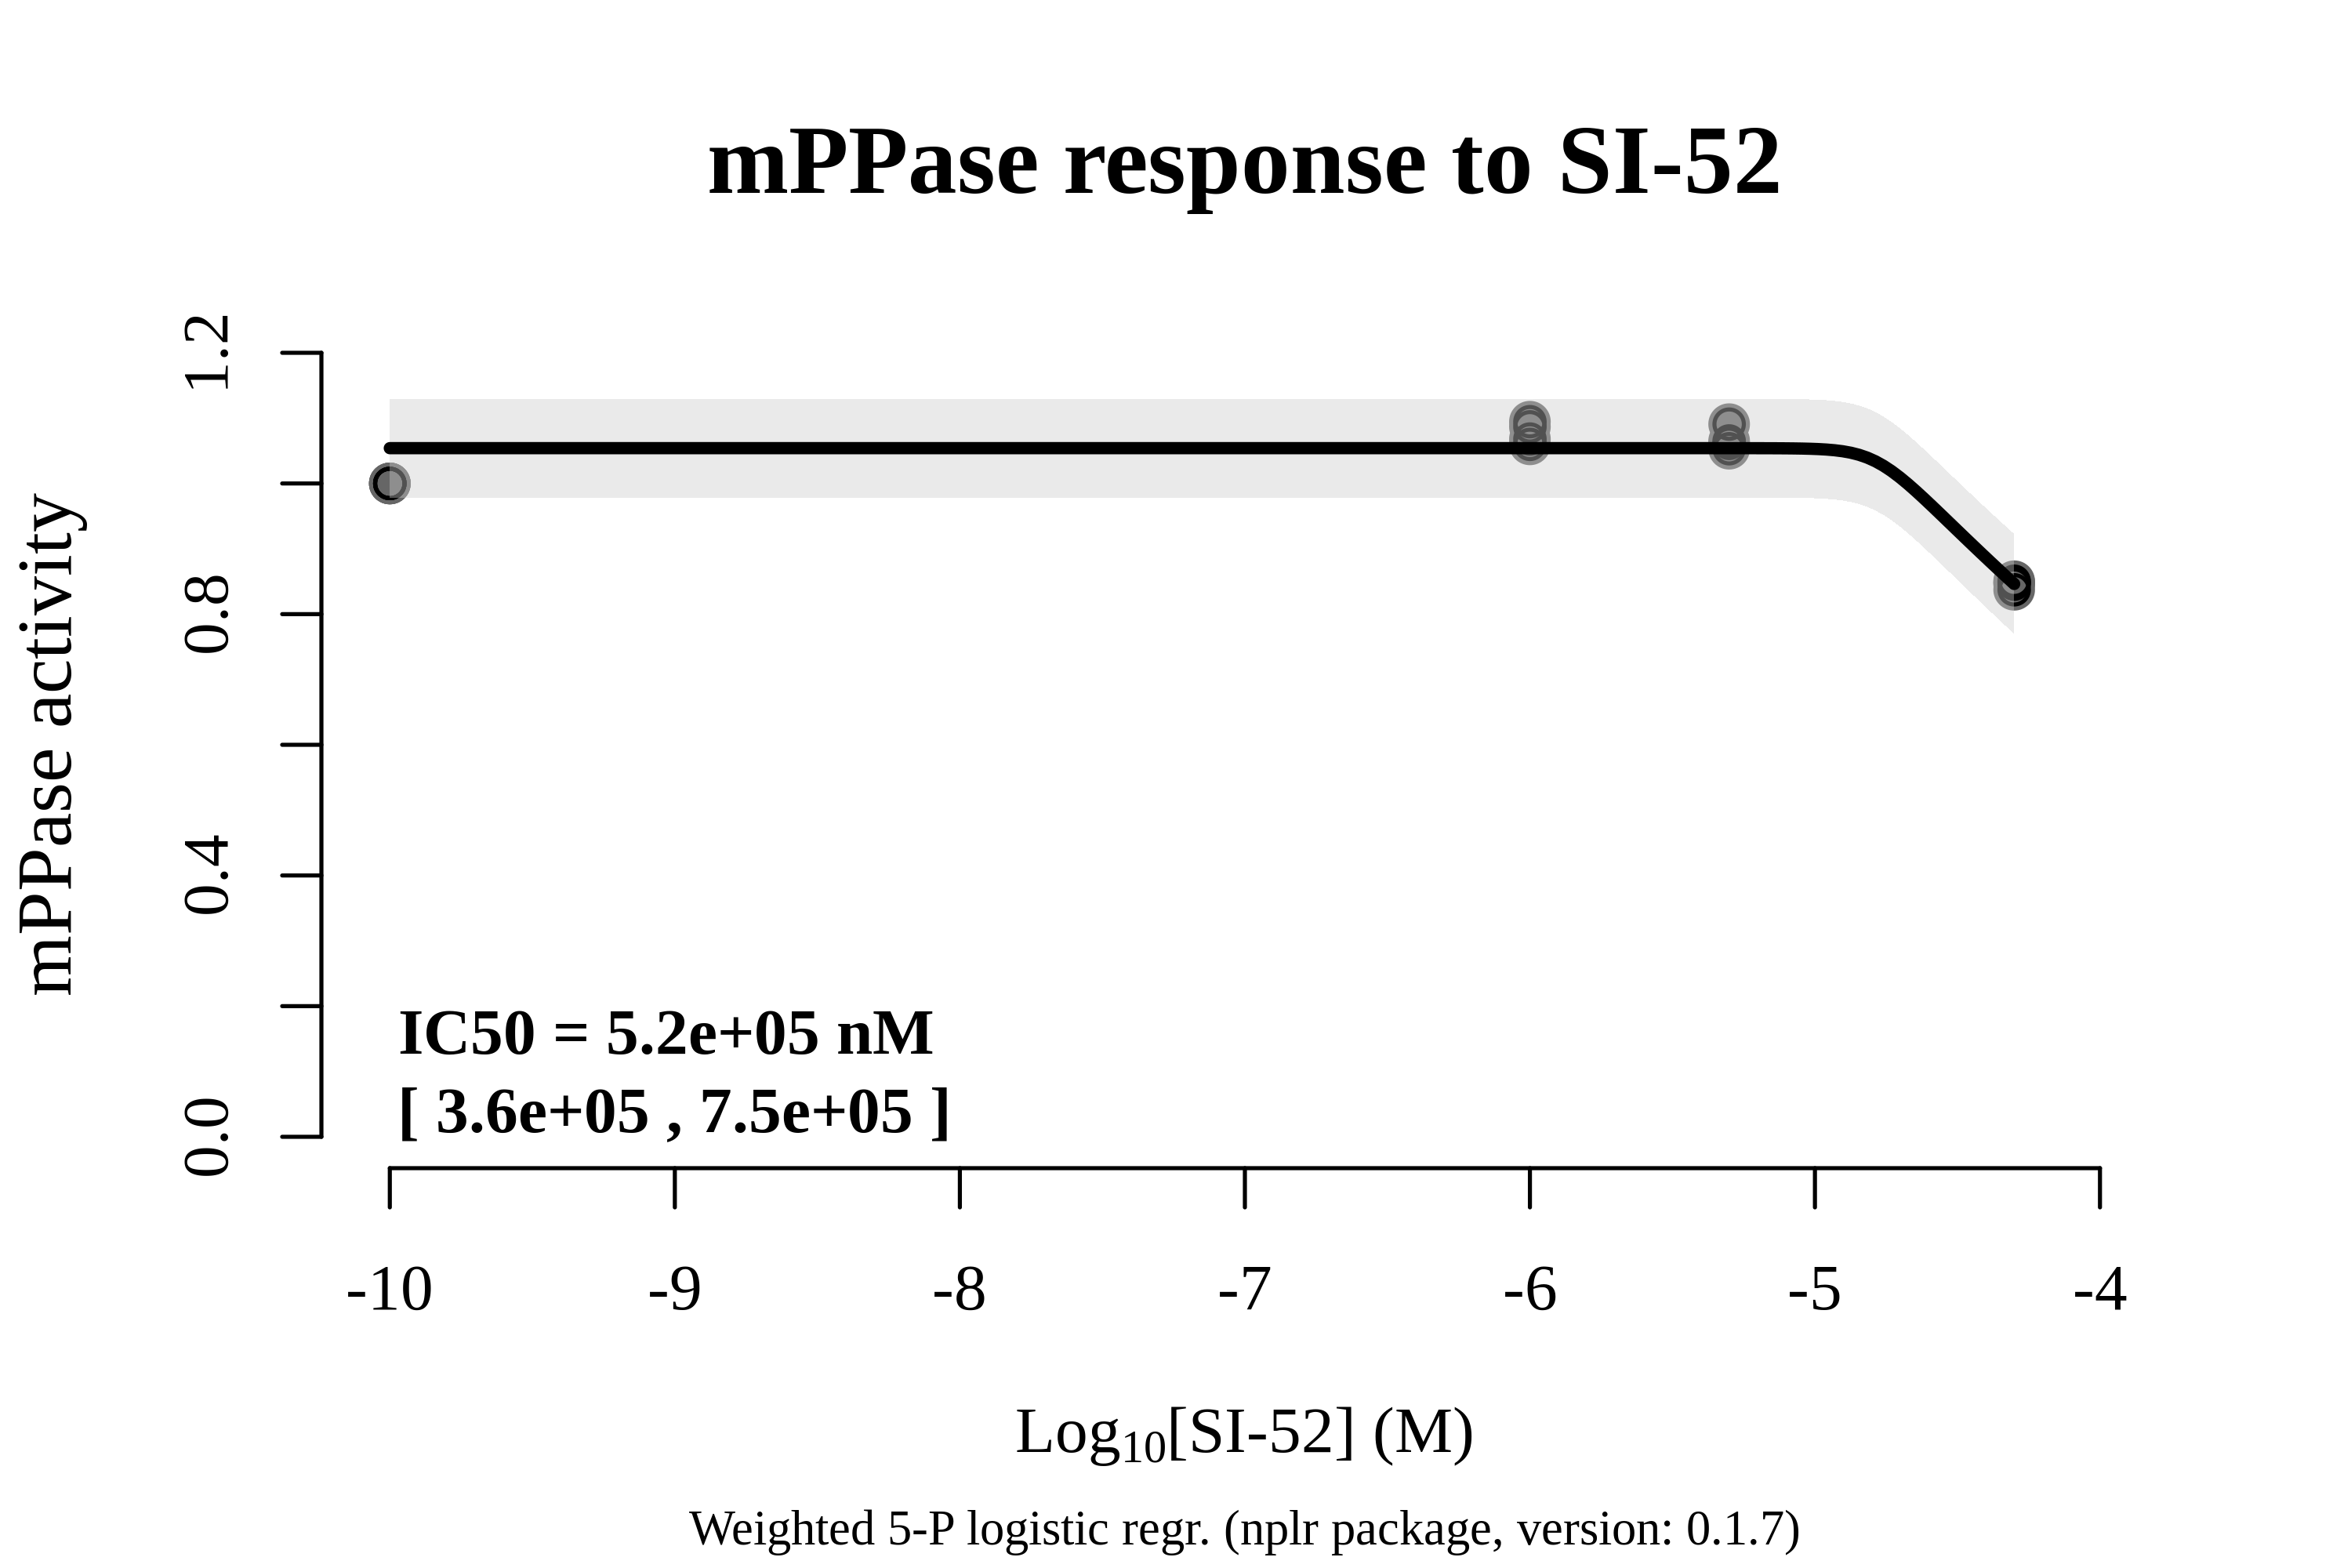 mPPase response to SI-52
mPPase activity
1.2
0.8
0.4
0.0
IC50 = 5.2e+05 nM
[ 3.6e+05 , 7.5e+05 ]
-10 -9 -8 -7 -6 -5 -4
Log10[SI-52] (M)
Weighted 5-P logistic regr. (nplr package, version: 0.1.7)